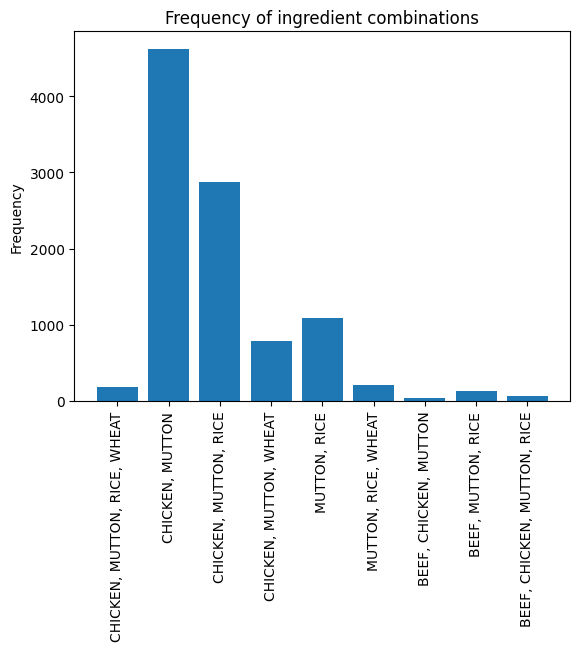 Frequency of ingredient combinations
Frequency
4000
3000
2000
1000
0
CHICKEN, MUTTON, RICE, WHEAT
CHICKEN, MUTTON
CHICKEN, MUTTON, RICE
CHICKEN, MUTTON, WHEAT
MUTTON, RICE
MUTTON, RICE, WHEAT
BEEF, CHICKEN, MUTTON
BEEF, MUTTON, RICE
BEEF, CHICKEN, MUTTON, RICE